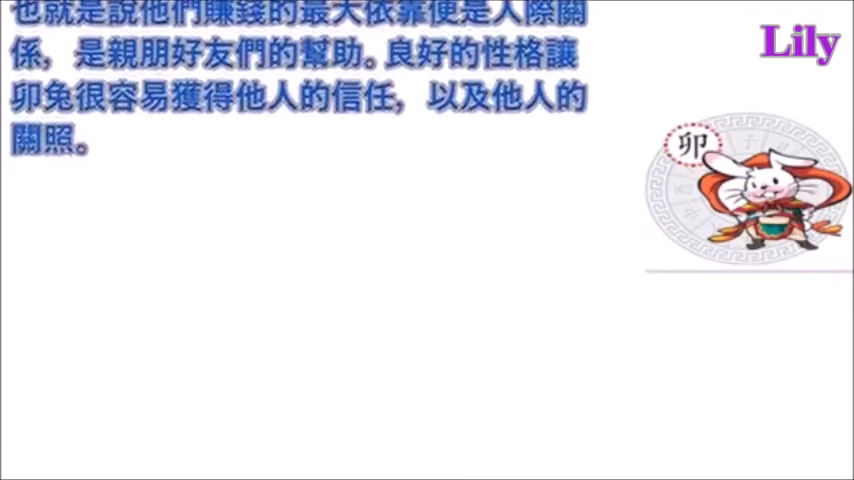 也就是說他們賺錢的最大依靠便是人際關
係，是親朋好友們的幫助。良好的性格讓
卯兔很容易獲得他人的信任，以及他人的
關照。
Lily
卯